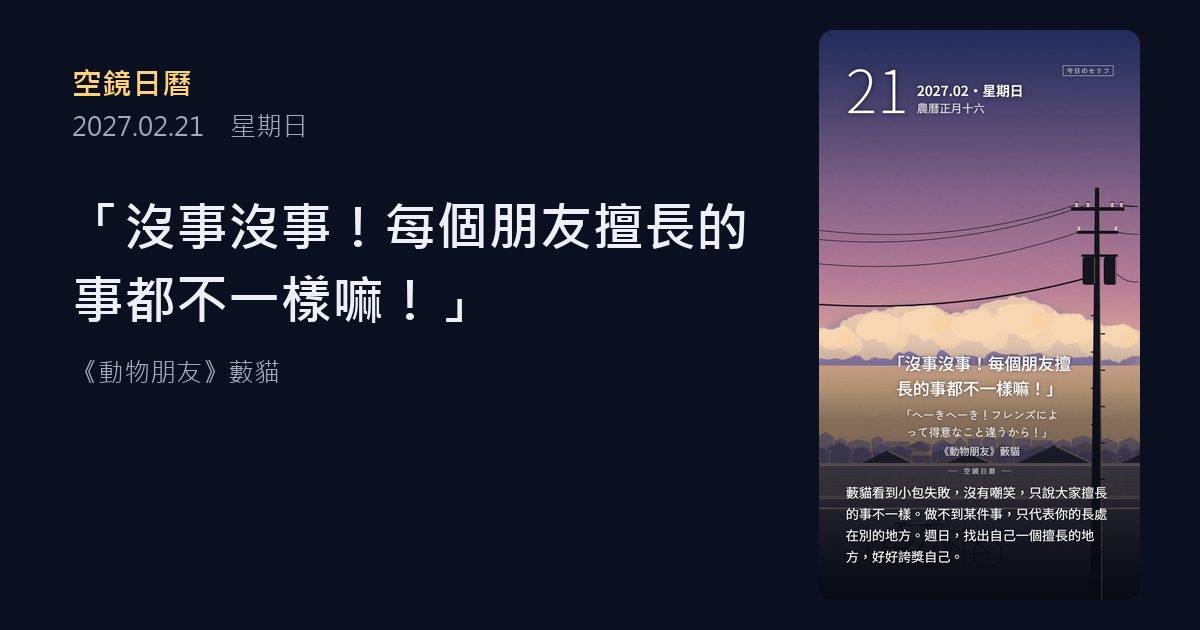 空鏡日曆
2027.02.21　星期日
「沒事沒事！每個朋友擅長的
事都不一樣嘛！」
《動物朋友》藪貓
21
2027.02・星期日
農曆正月十六
今日のセリフ
「沒事沒事！每個朋友擅
長的事都不一樣嘛！」
「へーきへーき！フレンズによ
って得意なこと違うから！」
《動物朋友》藪貓
— 空鏡日曆 —
藪貓看到小包失敗，沒有嘲笑，只說大家擅長
的事不一樣。做不到某件事，只代表你的長處
在別的地方。週日，找出自己一個擅長的地
方，好好誇獎自己。